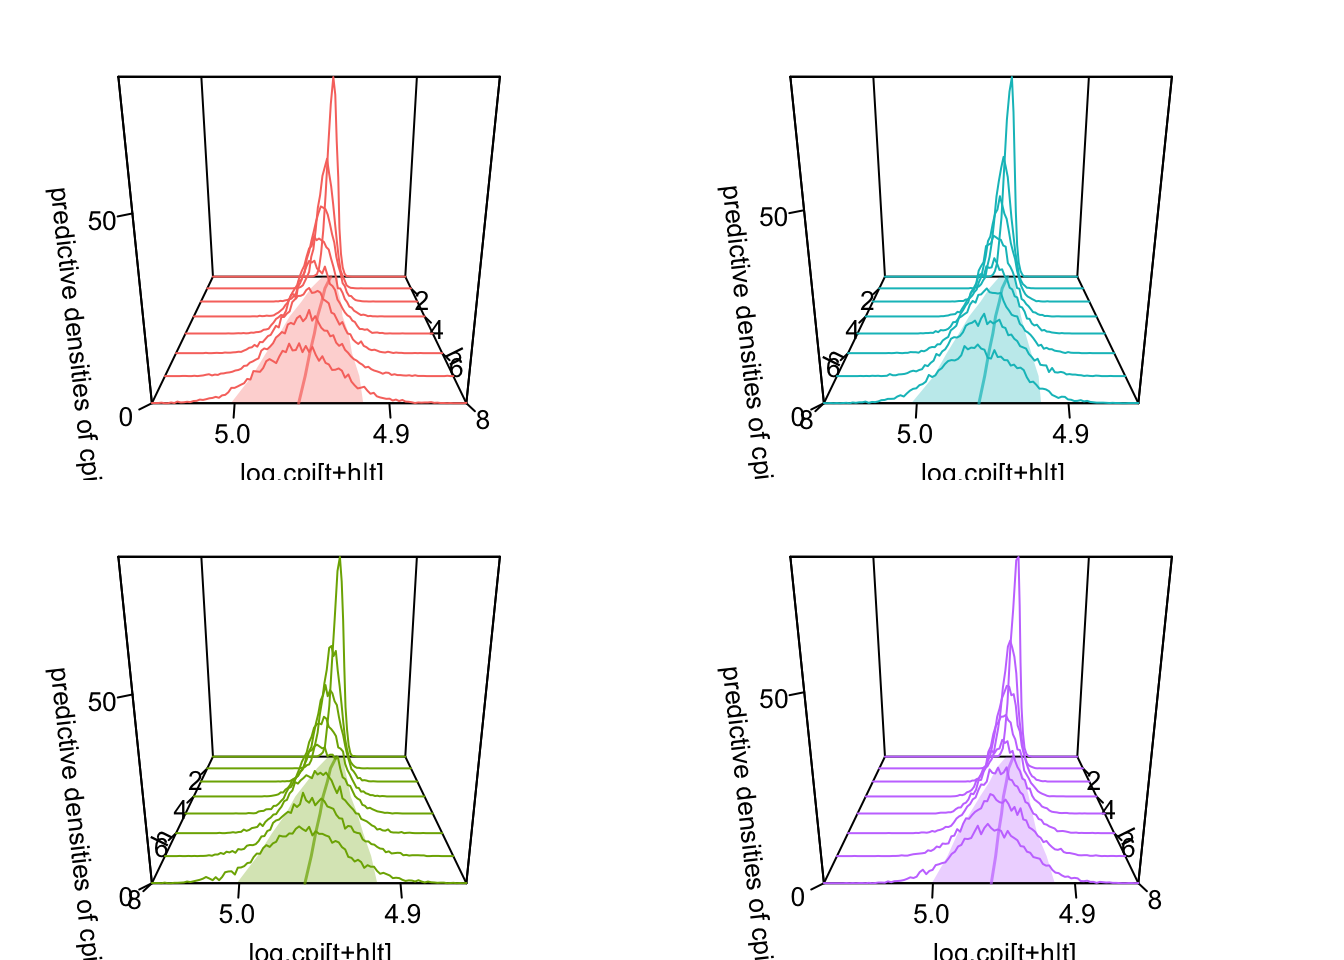 predictive densities of cpi
50
0
2
4
6
h
8
5.0
4.9
log.cpi[t+h|t]
predictive densities of cpi
50
0
2
4
6
h
8
5.0
4.9
log.cpi[t+h|t]
predictive densities of cpi
50
0
2
4
6
h
8
5.0
4.9
log.cpi[t+h|t]
predictive densities of cpi
50
0
2
4
6
h
8
5.0
4.9
log.cpi[t+h|t]